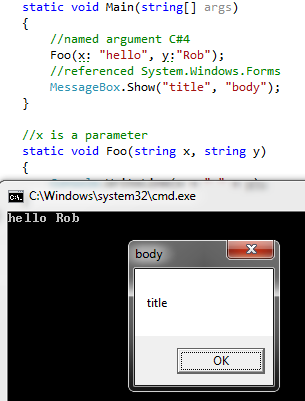 static void Main(string[] args)
{
//named argument C#4
Foo(x: "hello", y:"Rob");
//referenced System.Windows.Forms
MessageBox.Show("title", "body");
}
//x is a parameter
static void Foo(string x, string y)
{
C:\Windows\system32\cmd.exe
hello Rob
body
title
OK